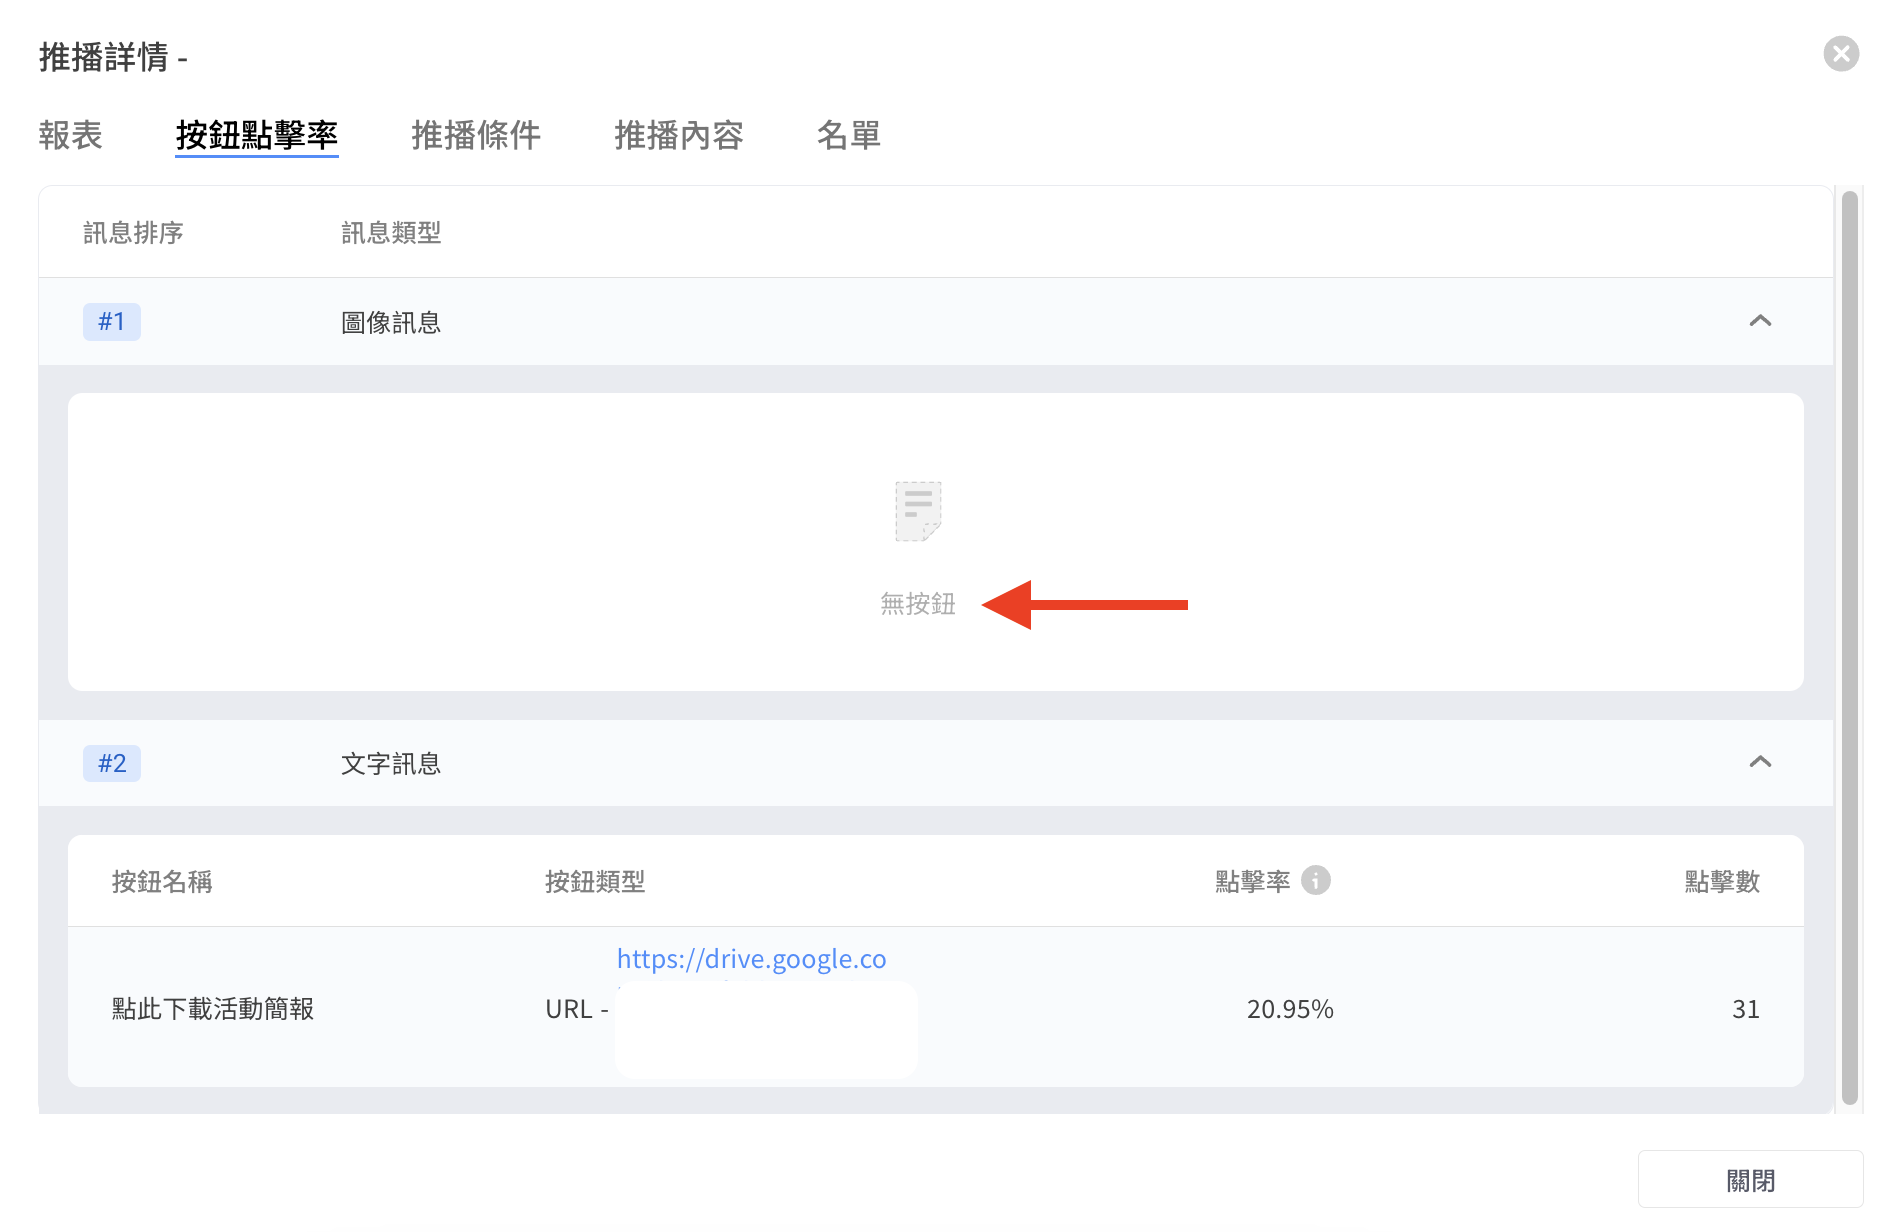 推播詳情 -
報表 按鈕點擊率 推播條件 推播內容 名單
訊息排序 訊息類型
#1 圖像訊息
無按鈕
#2 文字訊息
按鈕名稱 按鈕類型 點擊率 點擊數
https://drive.google.co
點此下載活動簡報 URL - 20.95% 31
關閉